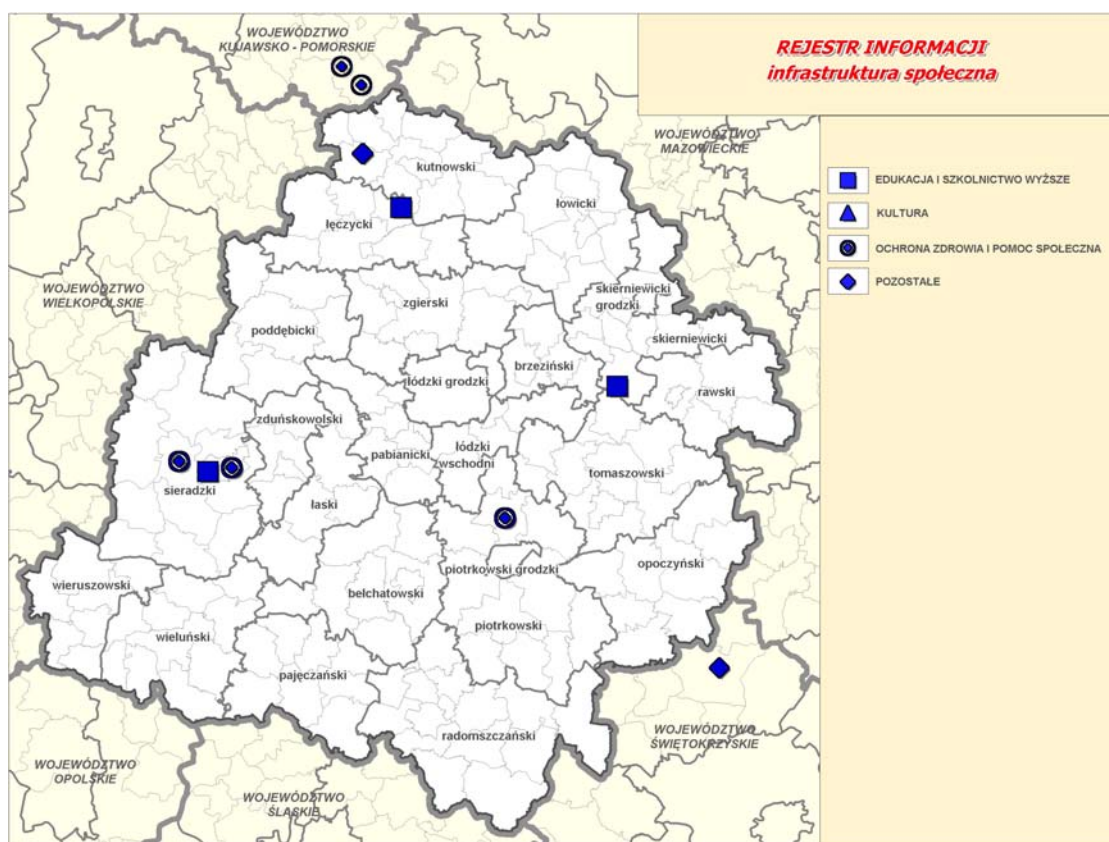 REJESTR INFORMACJI
infrastruktura społeczna
WOJEWÓDZTWO
KUJAWSKO - POMORSKIE
WOJEWÓDZTWO
MAZOWIECKIE
EDUKACJA I SZKOLNICTWO WYŻSZE
KULTURA
OCHRONA ZDROWIA I POMOC SPOŁECZNA
POZOSTAŁE
kutnowski
łowicki
łęczycki
WOJEWÓDZTWO
WIELKOPOLSKIE
zgierski
skierniewicki
grodzki
poddębicki
skierniewicki
brzeziński
łódzki grodzki
rawski
zduńskowolski
pabianicki
łódzki
wschodni
tomaszowski
sieradzki
łaski
wieruszowski
piotrkowski grodzki
opoczyński
bełchatowski
wieluński
piotrkowski
pajęczański
radomszczański
WOJEWÓDZTWO
ŚWIĘTOKRZYSKIE
WOJEWÓDZTWO
OPOLSKIE
WOJEWÓDZTWO
ŚLĄSKIE